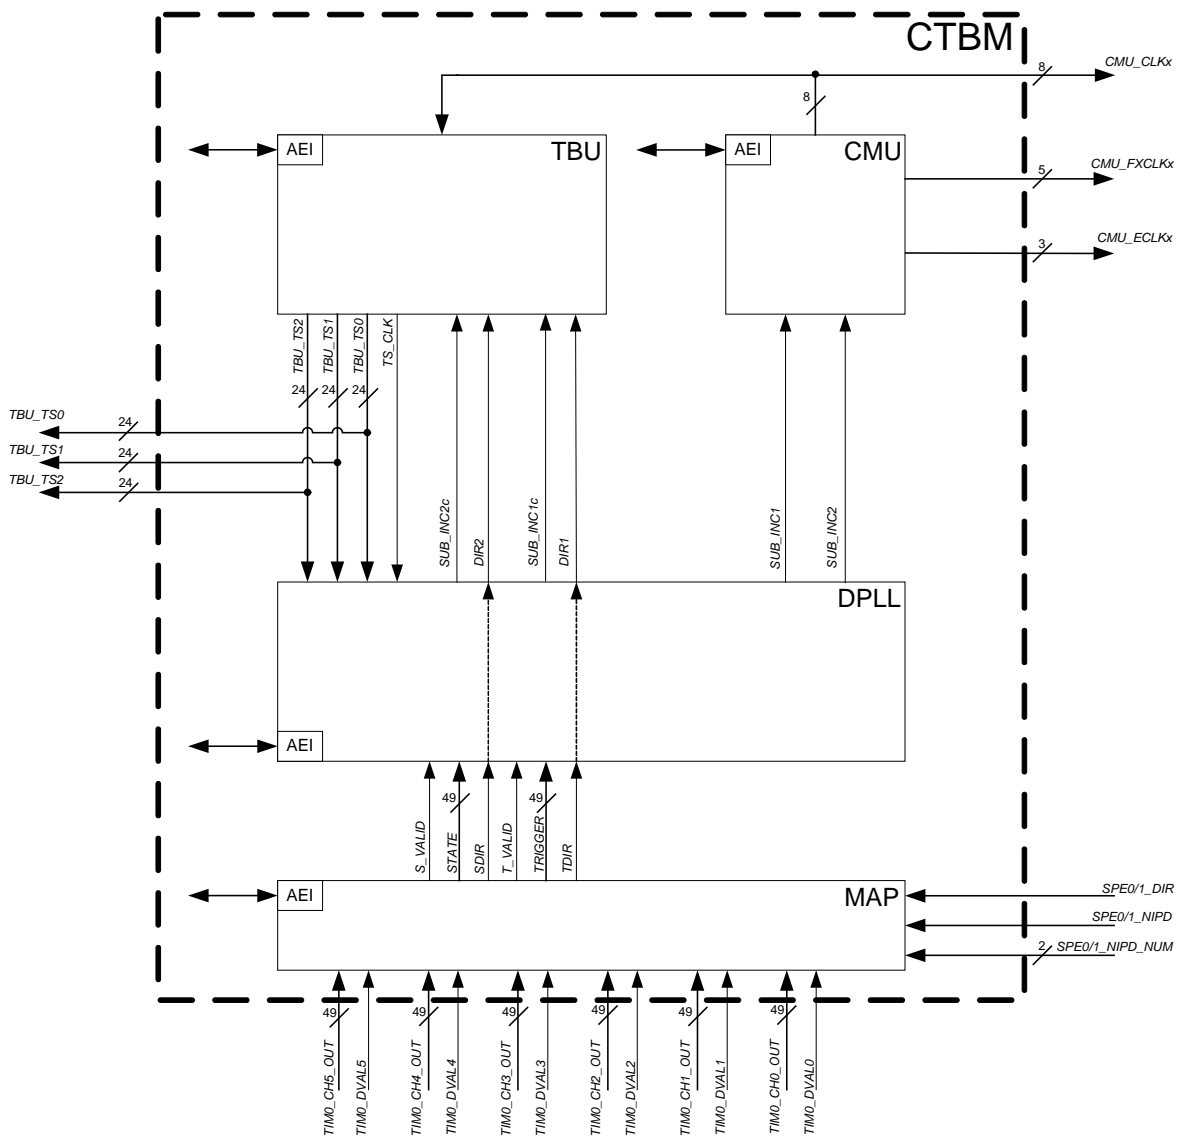 CTBM
8
CMU_CLKx
8
AEI
TBU
AEI
CMU
5
CMU_FXCLKx
3
CMU_ECLKx
TBU_TS2
TBU_TS1
TBU_TS0
TS_CLK
24
24
24
TBU_TS0
24
TBU_TS1
24
TBU_TS2
24
SUB_INC2c
DIR2
SUB_INC1c
DIR1
SUB_INC1
SUB_INC2
DPLL
AEI
S_VALID
49
STATE
SDIR
T_VALID
49
TRIGGER
TDIR
AEI
MAP
SPE0/1_DIR
SPE0/1_NIPD
2
SPE0/1_NIPD_NUM
49
49
49
49
49
49
TIM0_CH5_OUT
TIM0_DVAL5
TIM0_CH4_OUT
TIM0_DVAL4
TIM0_CH3_OUT
TIM0_DVAL3
TIM0_CH2_OUT
TIM0_DVAL2
TIM0_CH1_OUT
TIM0_DVAL1
TIM0_CH0_OUT
TIM0_DVAL0